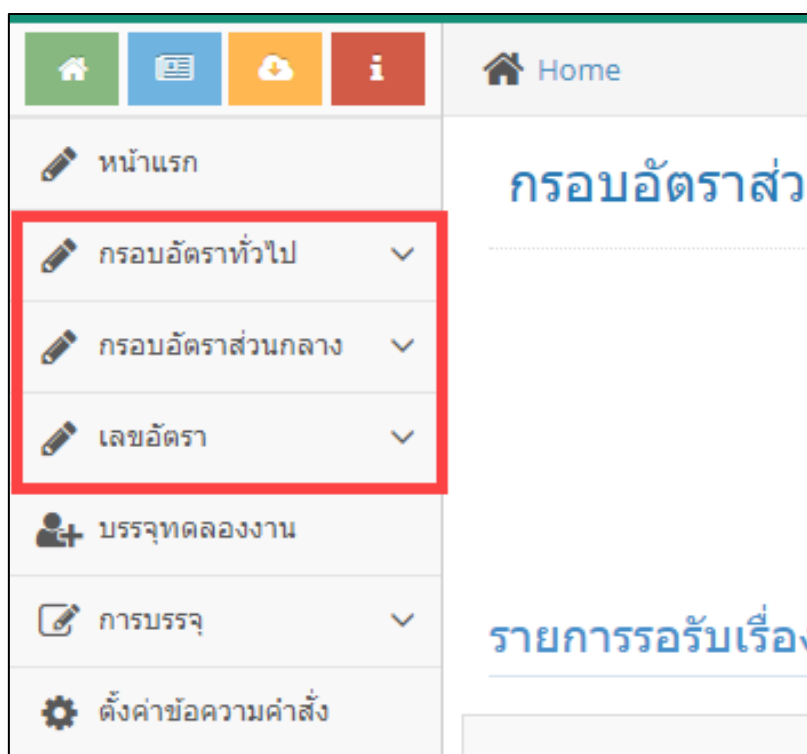 Home
หน้าแรก
กรอบอัตราส่ว
กรอบอัตราทั่วไป
กรอบอัตราส่วนกลาง
เลขอัตรา
บรรจุทดลองงาน
การบรรจุ
รายการรอรับเรื่อง
ตั้งค่าข้อความคำสั่ง